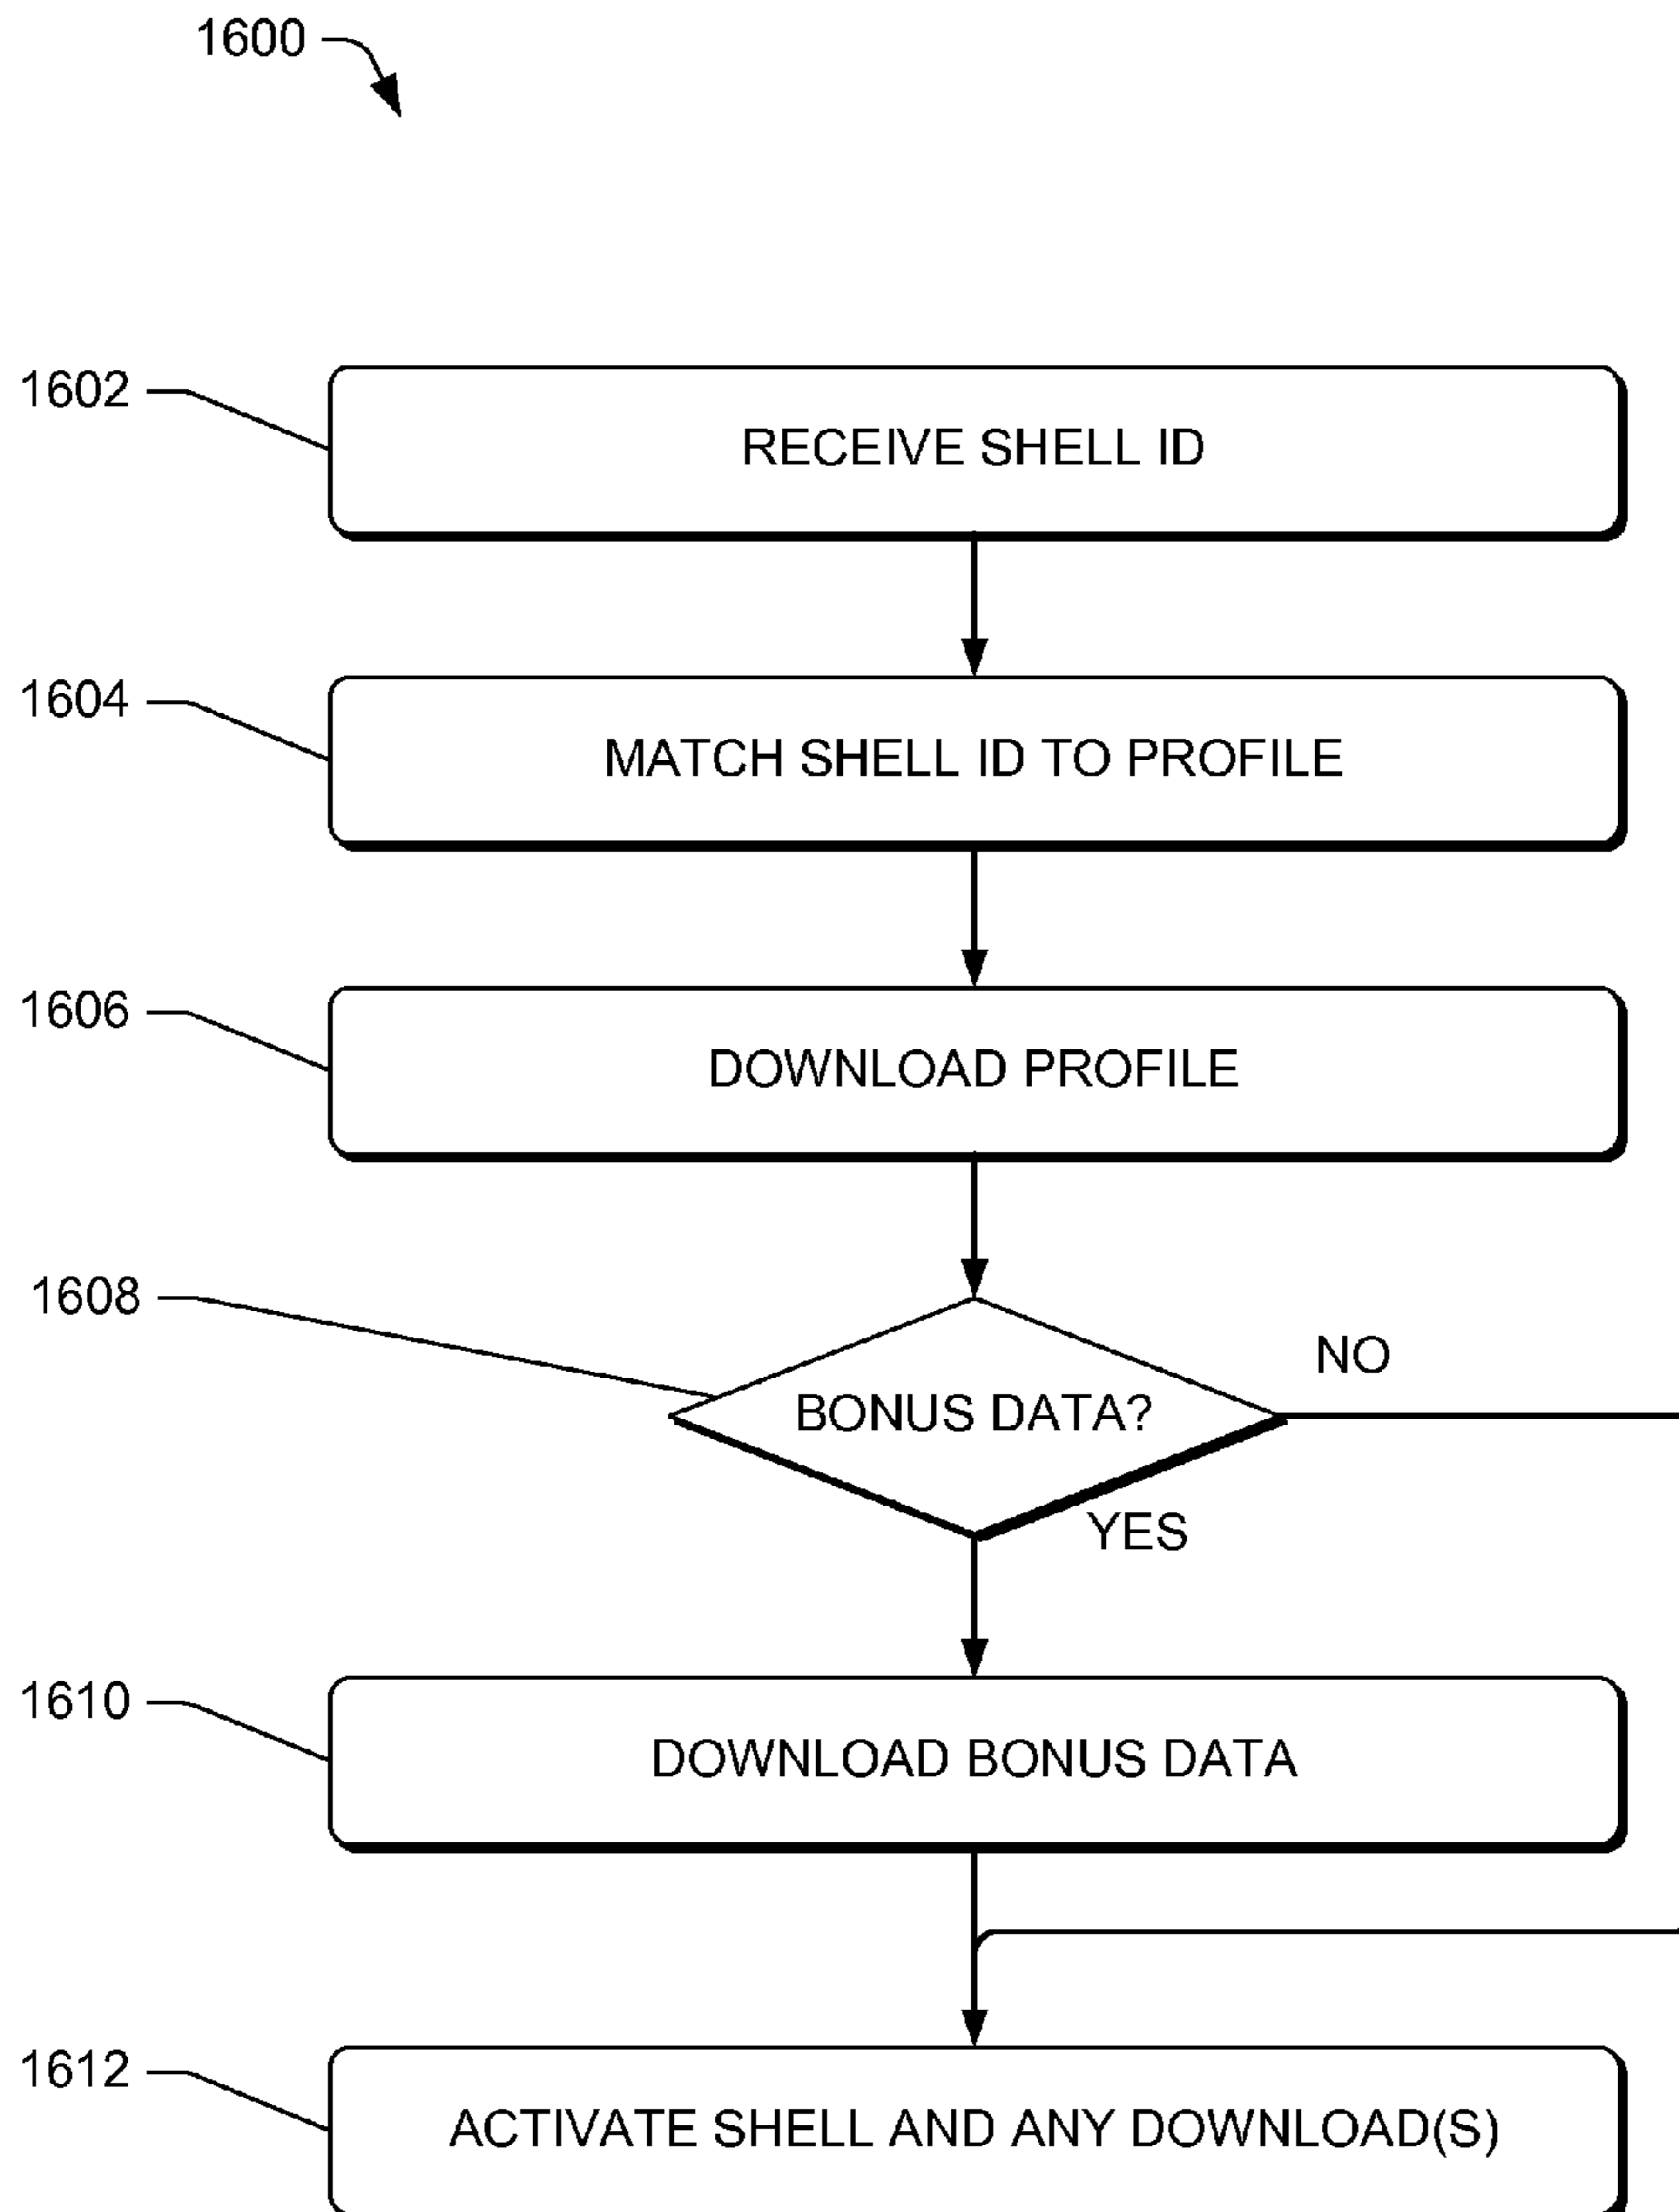 1600
1602
RECEIVE SHELL ID
1604
MATCH SHELL ID TO PROFILE
1606
DOWNLOAD PROFILE
1608
BONUS DATA?
NO
YES
1610
DOWNLOAD BONUS DATA
1612
ACTIVATE SHELL AND ANY DOWNLOAD(S)